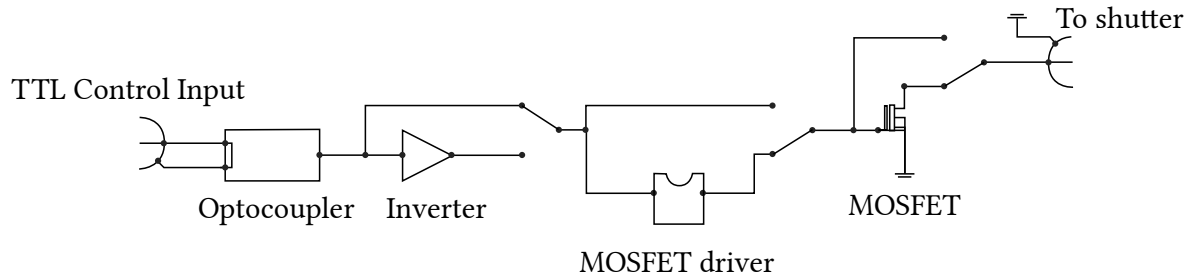 To shutter
TTL Control Input
Optocoupler
Inverter
MOSFET
MOSFET driver